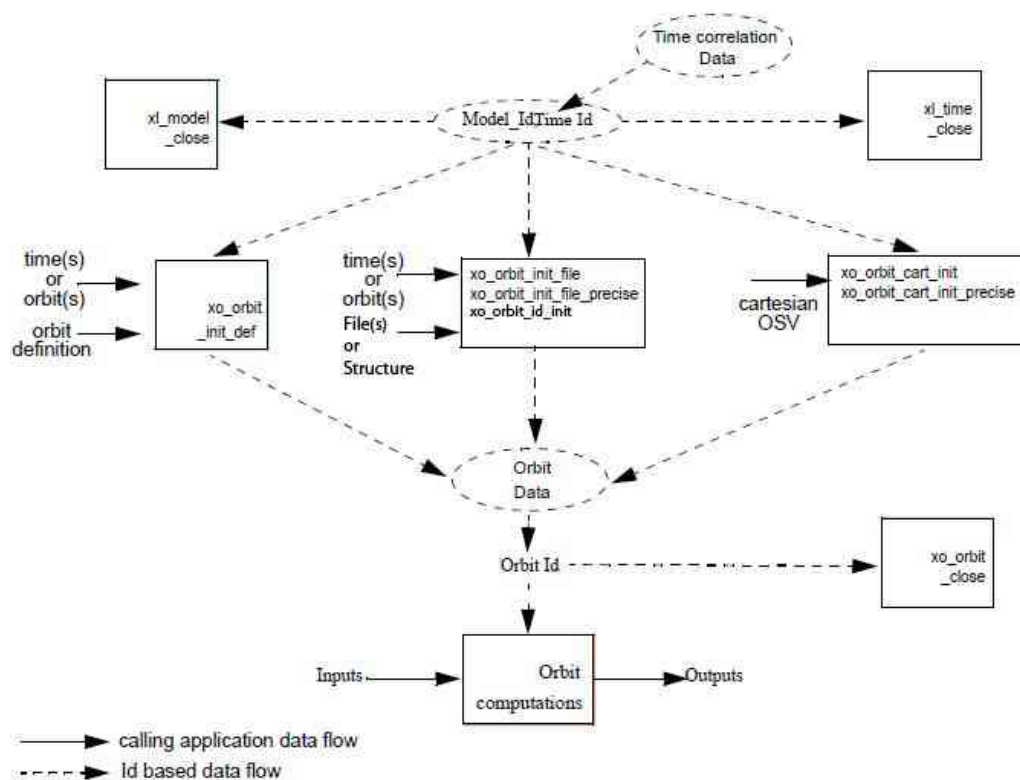 Time correlation
Data
xl_model
_close
Model_Id,Time Id
xl_time
_close
time(s)
or
orbit(s)
orbit
definition
xo_orbit
_init_def
time(s)
or
orbit(s)
File(s)
or
Structure
xo_orbit_init_file
xo_orbit_init_file_precise
xo_orbit_id_init
cartesian
OSV
xo_orbit_cart_init
xo_orbit_cart_init_precise
Orbit
Data
Orbit Id
xo_orbit
_close
Inputs
Orbit
computations
Outputs
calling application data flow
Id based data flow